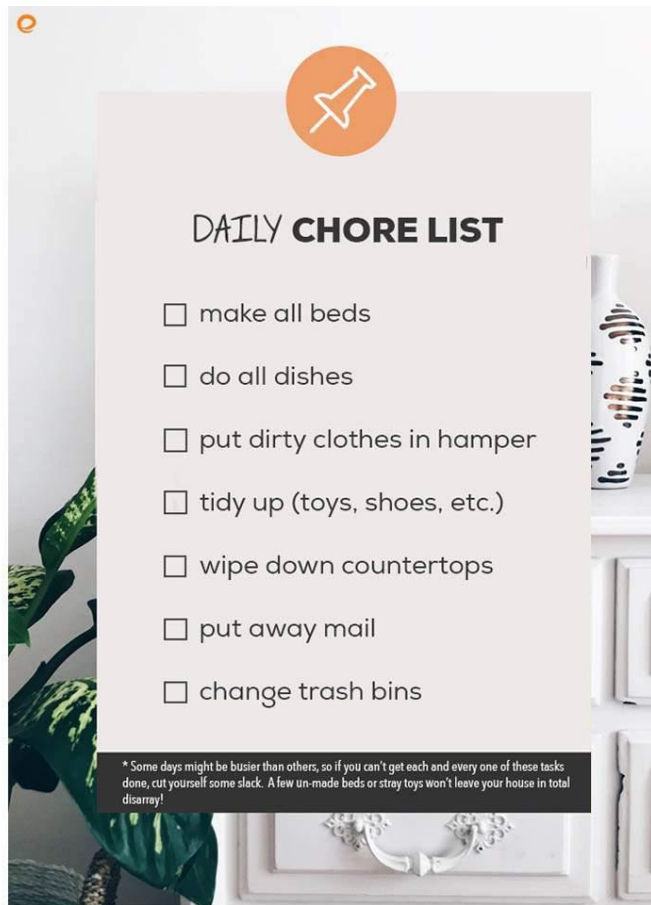 DAILY CHORE LIST
make all beds
do all dishes
put dirty clothes in hamper
tidy up (toys, shoes, etc.)
wipe down countertops
put away mail
change trash bins
* Some days might be busier than others, so if you can't get each and every one of these tasks
done, cut yourself some slack. A few un-made beds or stray toys won't leave your house in total
disarray!